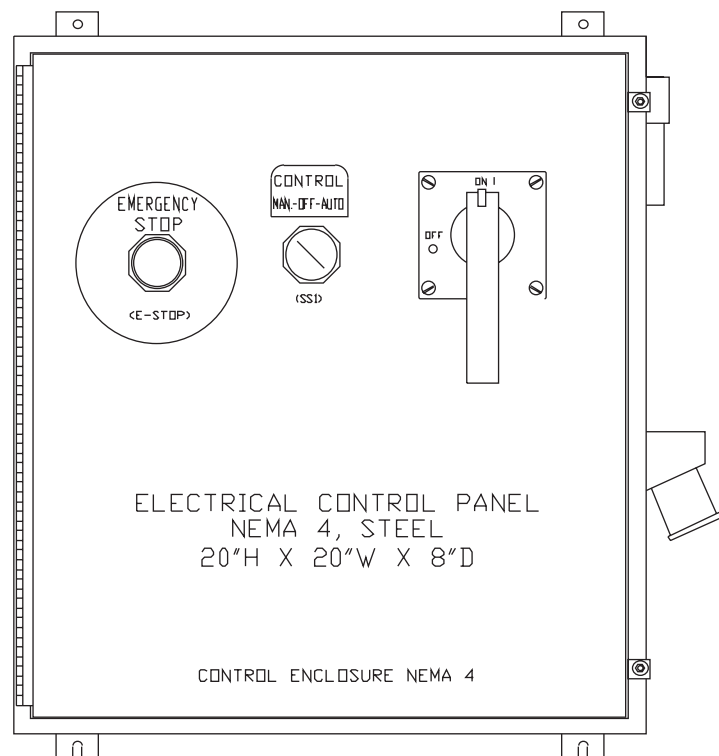 EMERGENCY
STOP
(E-STOP)
CONTROL
MAN.-OFF-AUTO
(SS1)
ON 1
OFF
ELECTRICAL CONTROL PANEL
NEMA 4, STEEL
20"H X 20"W X 8"D
CONTROL ENCLOSURE NEMA 4